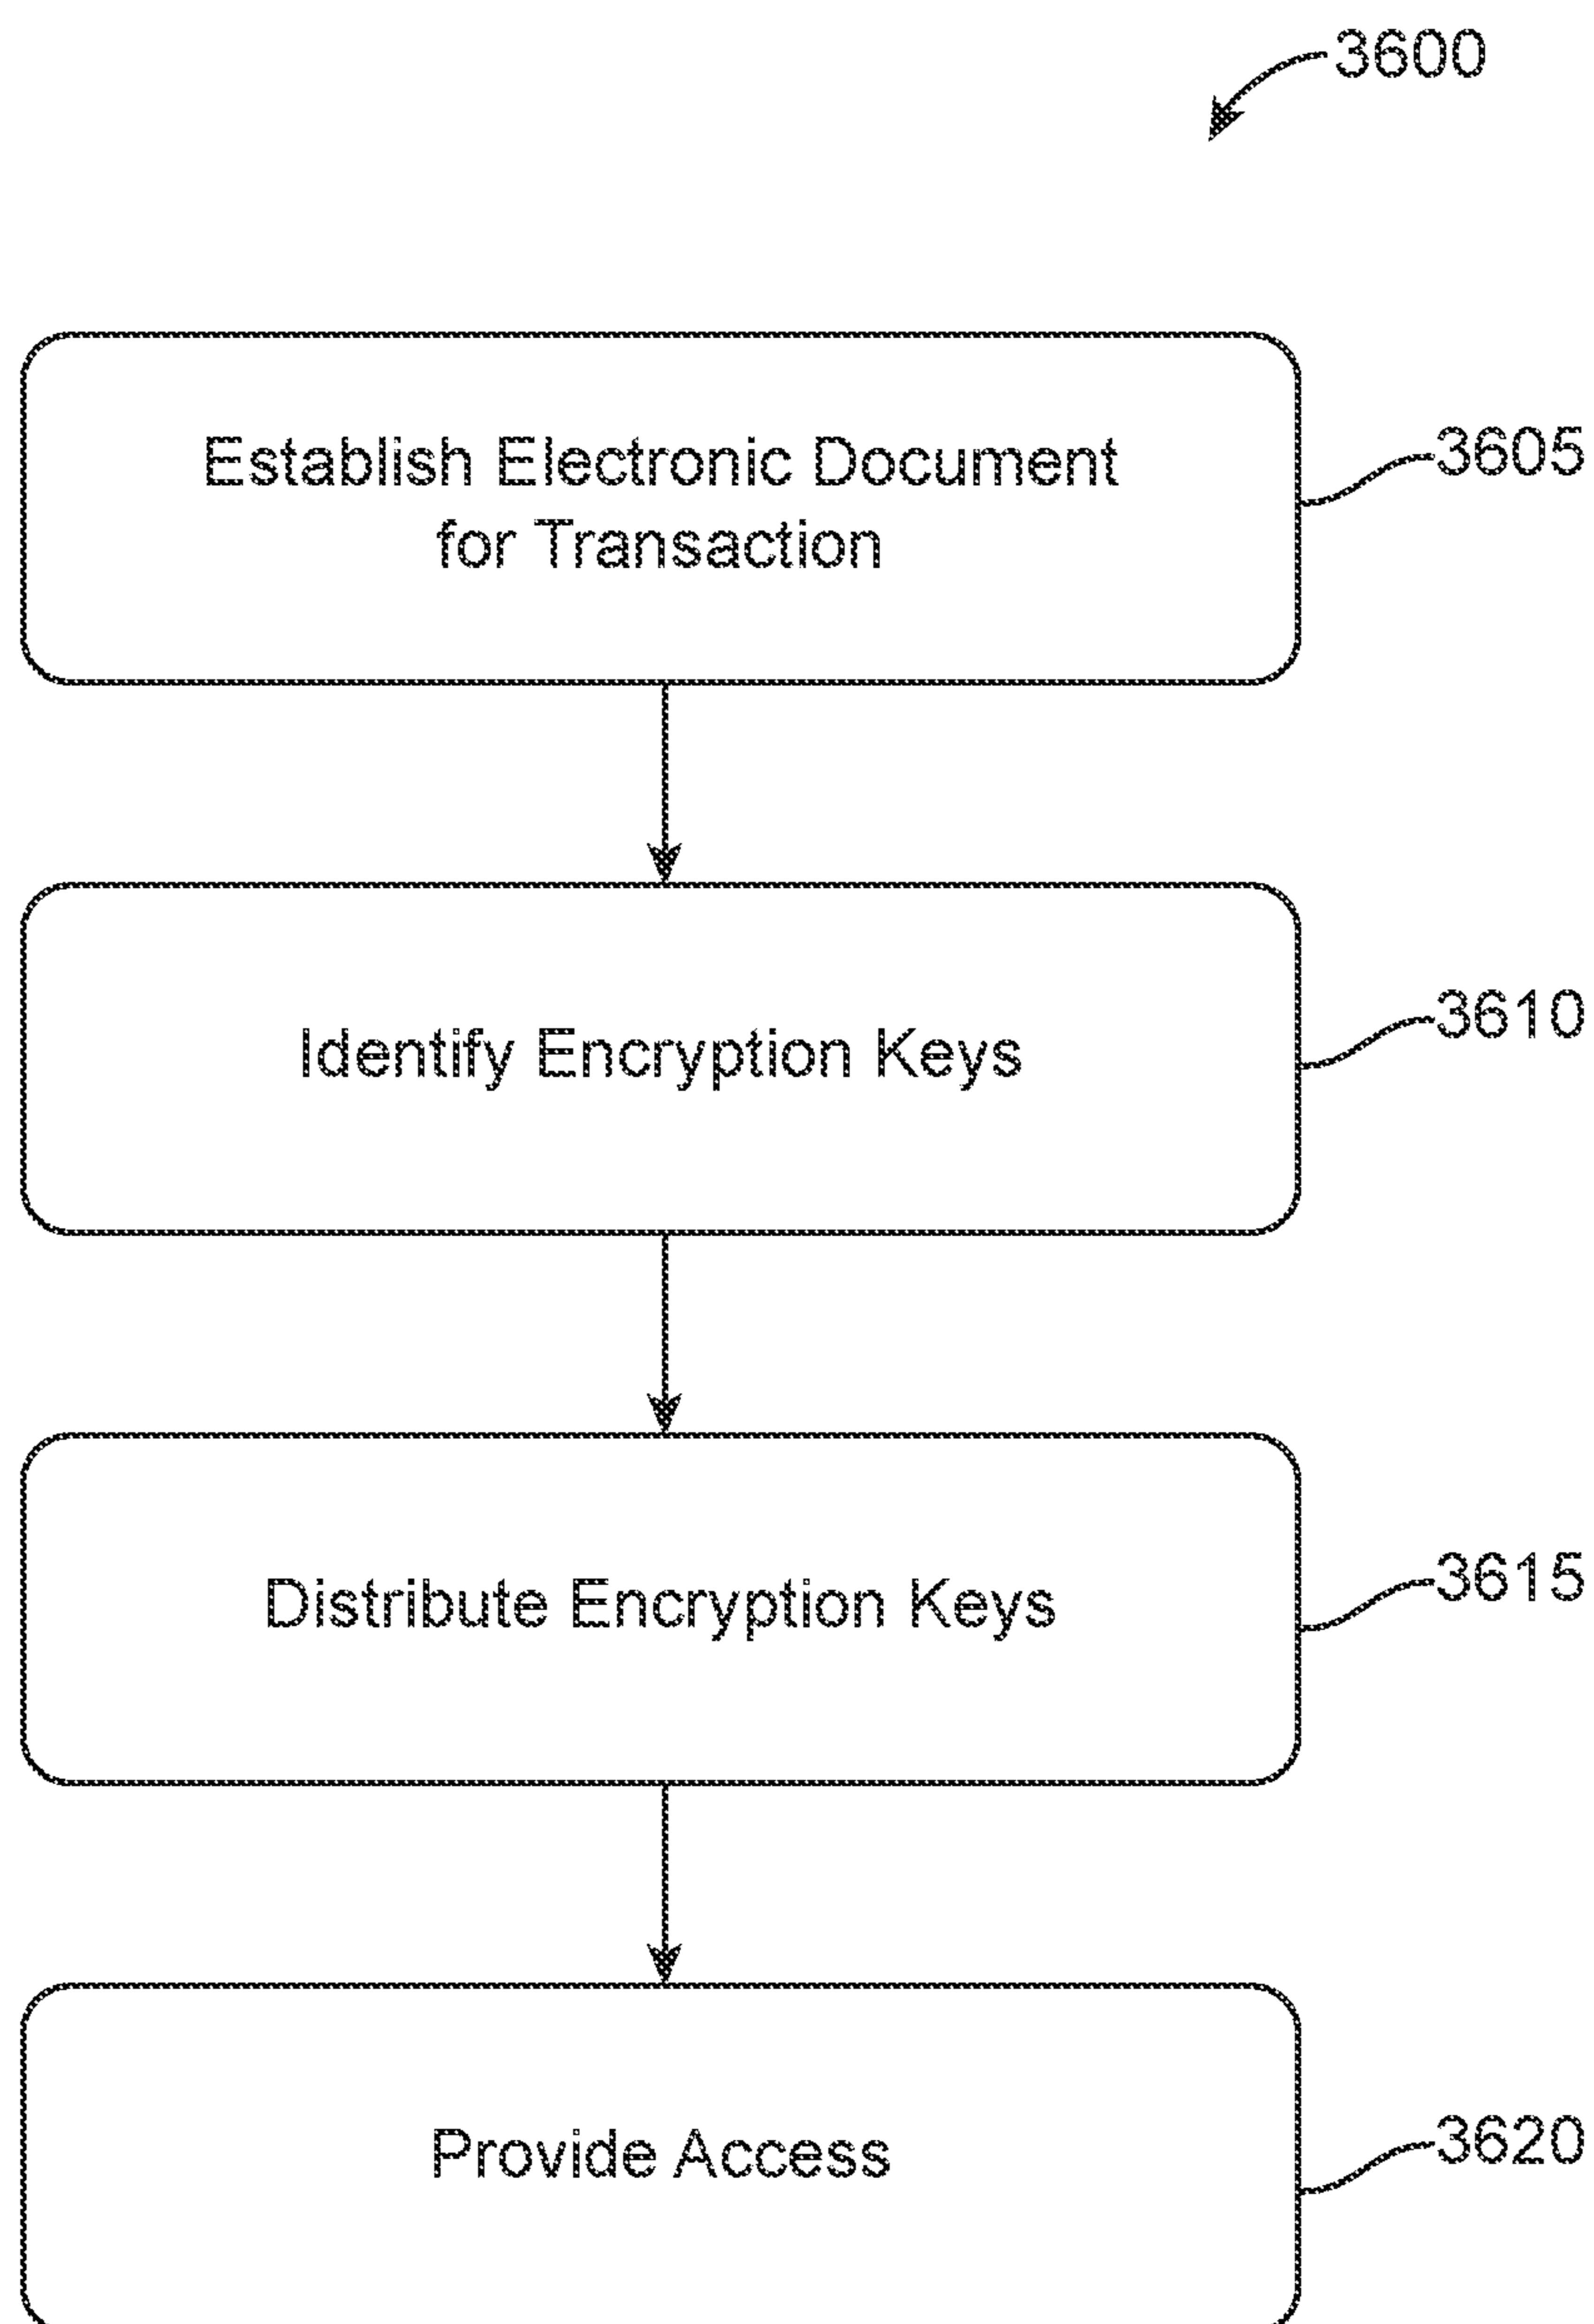 3600
Establish Electronic Document
for Transaction
3605
Identify Encryption Keys
3610
Distribute Encryption Keys
3615
Provide Access
3620